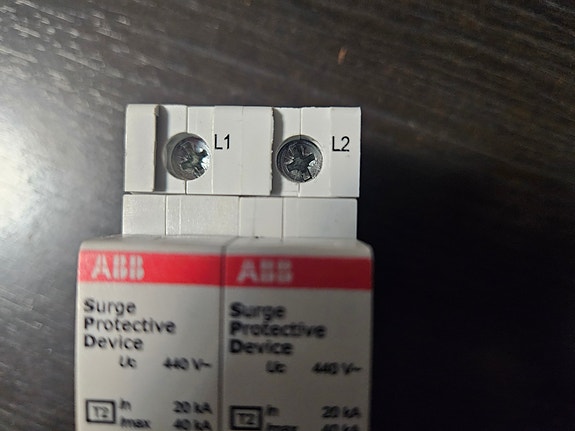 L1 L2
ABB ABB
Surge Surge
Protective Protective
Device Device
Uc 440 V~ Uc 440 V~
T2 In 20 kA T2 In 20 kA
Imax 40 kA Imax 40 kA